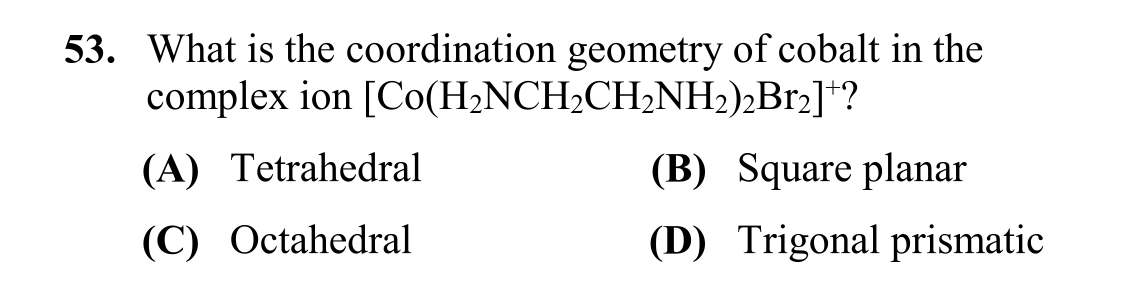 53. What is the coordination geometry of cobalt in the
complex ion [Co(H₂NCH₂CH₂NH₂)₂Br₂]⁺?
(A) Tetrahedral (B) Square planar
(C) Octahedral (D) Trigonal prismatic